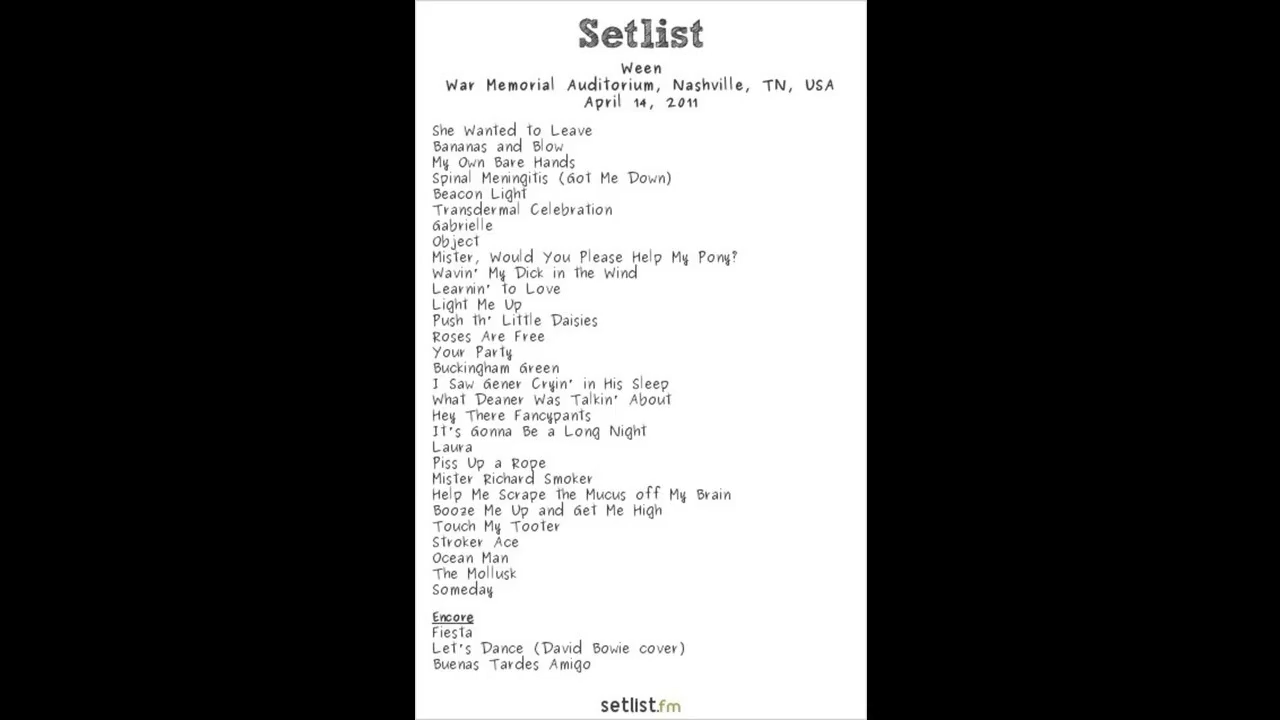 Setlist
Ween
War Memorial Auditorium, Nashville, TN, USA
April 14, 2011
She Wanted to Leave
Bananas and Blow
My Own Bare Hands
Spinal Meningitis (Got Me Down)
Beacon Light
Transdermal Celebration
Gabrielle
Object
Mister, Would You Please Help My Pony?
Wavin' My Dick in the Wind
Learnin' to Love
Light Me Up
Push th' Little Daisies
Roses Are Free
Your Party
Buckingham Green
I Saw Gener Cryin' in His Sleep
What Deaner Was Talkin' About
Hey There Fancypants
It's Gonna Be a Long Night
Laura
Piss Up a Rope
Mister Richard Smoker
Help Me Scrape the Mucus off My Brain
Booze Me Up and Get Me High
Touch My Tooter
Stroker Ace
Ocean Man
The Mollusk
Someday
Encore
Fiesta
Let's Dance (David Bowie cover)
Buenas Tardes Amigo
setlist.fm